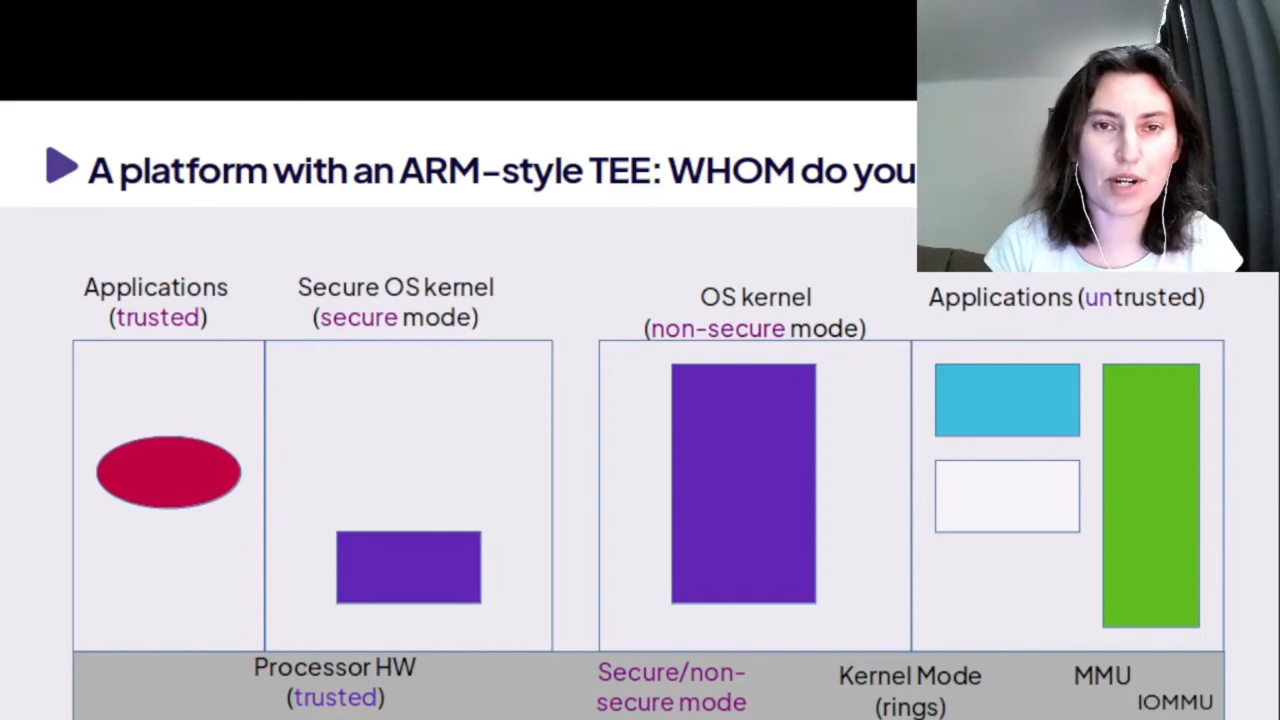 A platform with an ARM-style TEE: WHOM do you
Applications
(trusted)
Secure OS kernel
(secure mode)
OS kernel
(non-secure mode)
Applications (untrusted)
Processor HW
(trusted)
Secure/non-
secure mode
Kernel Mode
(rings)
MMU
IOMMU